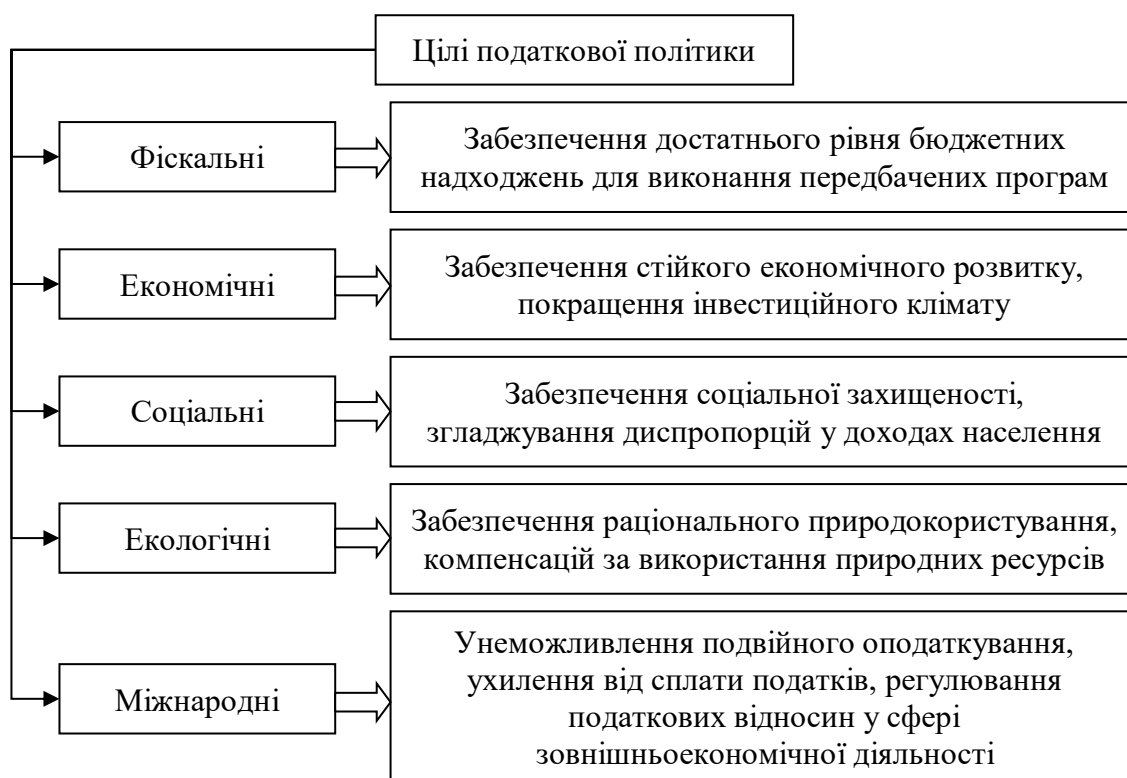 Цілі податкової політики
Фіскальні
Забезпечення достатнього рівня бюджетних
надходжень для виконання передбачених програм
Економічні
Забезпечення стійкого економічного розвитку,
покращення інвестиційного клімату
Соціальні
Забезпечення соціальної захищеності,
згладжування диспропорцій у доходах населення
Екологічні
Забезпечення раціонального природокористування,
компенсацій за використання природних ресурсів
Міжнародні
Унеможливлення подвійного оподаткування,
ухилення від сплати податків, регулювання
податкових відносин у сфері
зовнішньоекономічної діяльності